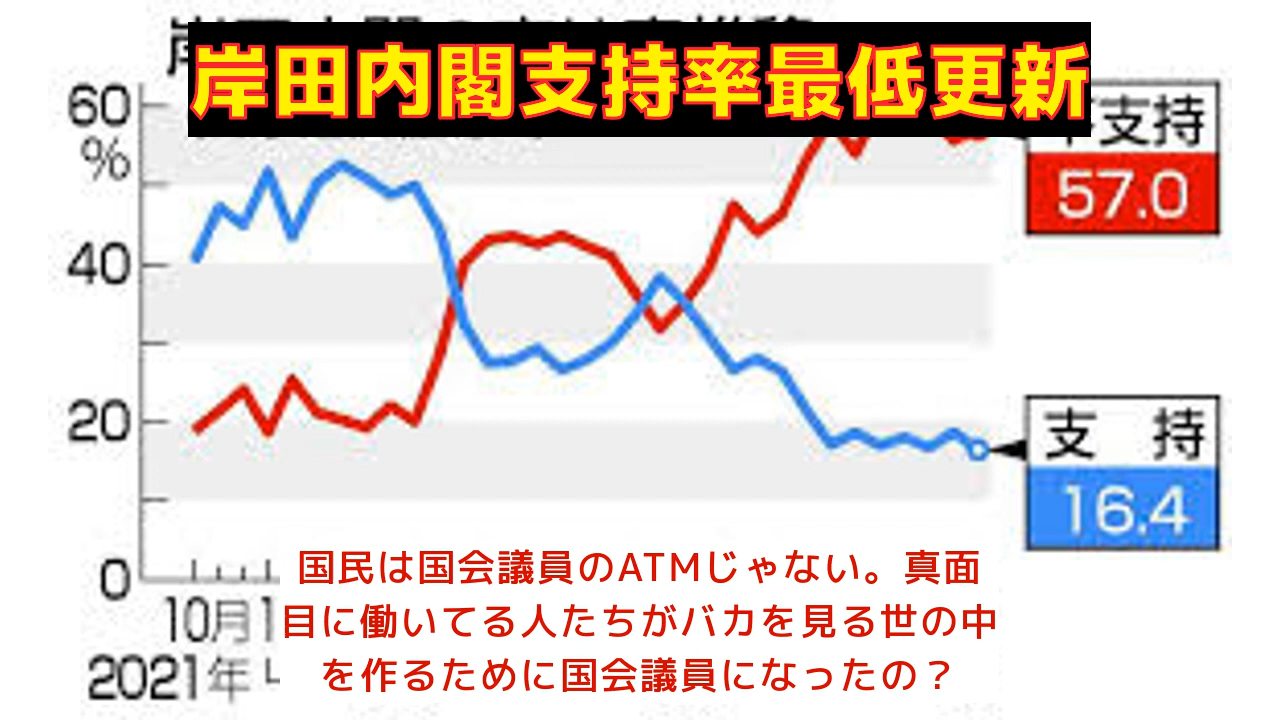 岸田内閣支持率最低更新
60
%
不支持
57.0
40
20
支 持
16.4
0
10月
2021年
国民は国会議員のATMじゃない。真面
目に働いてる人たちがバカを見る世の中
を作るために国会議員になったの？